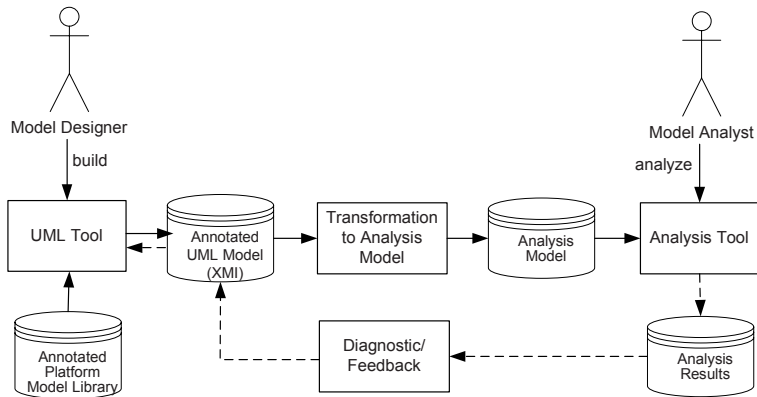 Model Designer
build
Model Analyst
analyze
UML Tool
Annotated
UML Model
(XMI)
Transformation
to Analysis
Model
Analysis
Model
Analysis Tool
Annotated
Platform
Model Library
Diagnostic/
Feedback
Analysis
Results